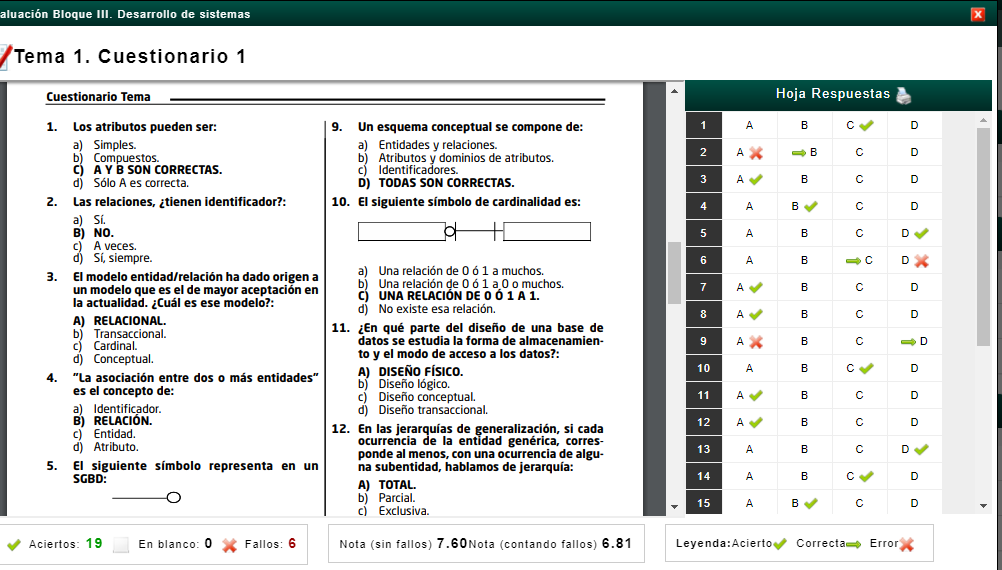 aluación Bloque III. Desarrollo de sistemas
Tema 1. Cuestionario 1
Cuestionario Tema
1. Los atributos pueden ser:
a) Simples.
b) Compuestos.
C) A Y B SON CORRECTAS.
d) Sólo A es correcta.
2. Las relaciones, ¿tienen identificador?:
a) Sí.
B) NO.
c) A veces.
d) Sí, siempre.
3. El modelo entidad/relación ha dado origen a
un modelo que es el de mayor aceptación en
la actualidad. ¿Cuál es ese modelo?:
A) RELACIONAL.
b) Transaccional.
c) Cardinal.
d) Conceptual.
4. "La asociación entre dos o más entidades"
es el concepto de:
a) Identificador.
B) RELACIÓN.
c) Entidad.
d) Atributo.
5. El siguiente símbolo representa en un
SGBD:
9. Un esquema conceptual se compone de:
a) Entidades y relaciones.
b) Atributos y dominios de atributos.
c) Identificadores.
D) TODAS SON CORRECTAS.
10. El siguiente símbolo de cardinalidad es:
a) Una relación de 0 ó 1 a muchos.
b) Una relación de 0 ó 1 a 0 o muchos.
C) UNA RELACIÓN DE 0 Ó 1 A 1.
d) No existe esa relación.
11. ¿En qué parte del diseño de una base de
datos se estudia la forma de almacenamien-
to y el modo de acceso a los datos?:
A) DISEÑO FÍSICO.
b) Diseño lógico.
c) Diseño conceptual.
d) Diseño transaccional.
12. En las jerarquías de generalización, si cada
ocurrencia de la entidad genérica, corres-
ponde al menos, con una ocurrencia de algu-
na subentidad, hablamos de jerarquía:
A) TOTAL.
b) Parcial.
c) Exclusiva.
Hoja Respuestas
1 A B C D
2 A B C D
3 A B C D
4 A B C D
5 A B C D
6 A B C D
7 A B C D
8 A B C D
9 A B C D
10 A B C D
11 A B C D
12 A B C D
13 A B C D
14 A B C D
15 A B C D
Aciertos: 19 En blanco: 0 Fallos: 6
Nota (sin fallos) 7.60Nota (contando fallos) 6.81
Leyenda:Acierto Correcta Error